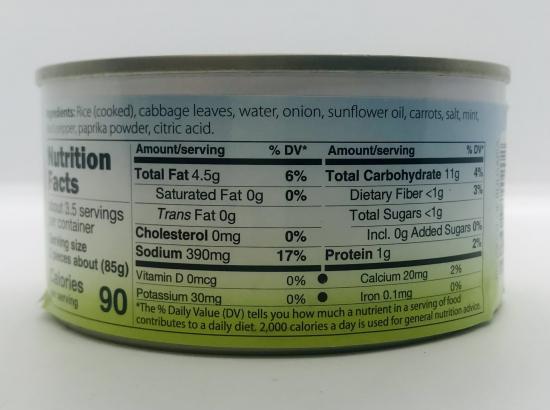 Ingredients: Rice (cooked), cabbage leaves, water, onion, sunflower oil, carrots, salt, mint,
pepper, paprika powder, citric acid.
Nutrition
Facts
about 3.5 servings
per container
Serving size
pieces about (85g)
Calories
per serving
90
Amount/serving % DV*
Total Fat 4.5g 6%
Saturated Fat 0g 0%
Trans Fat 0g
Cholesterol 0mg 0%
Sodium 390mg 17%
Amount/serving % DV*
Total Carbohydrate 11g 4%
Dietary Fiber <1g 3%
Total Sugars <1g
Incl. 0g Added Sugars 0%
Protein 1g 2%
Vitamin D 0mcg 0% ● Calcium 20mg 2%
Potassium 30mg 0% ● Iron 0.1mg 0%
*The % Daily Value (DV) tells you how much a nutrient in a serving of food
contributes to a daily diet. 2,000 calories a day is used for general nutrition advice.